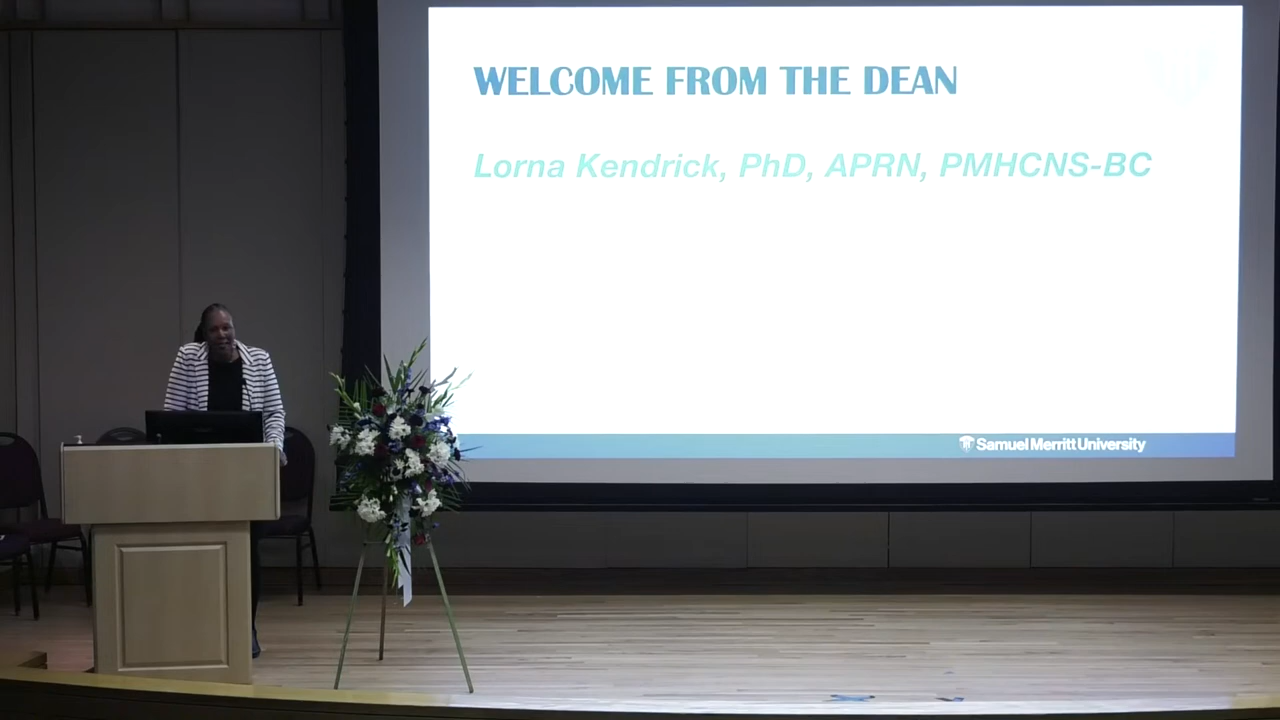 WELCOME FROM THE DEAN
Lorna Kendrick, PhD, APRN, PMHCNS-BC
Samuel Merritt University